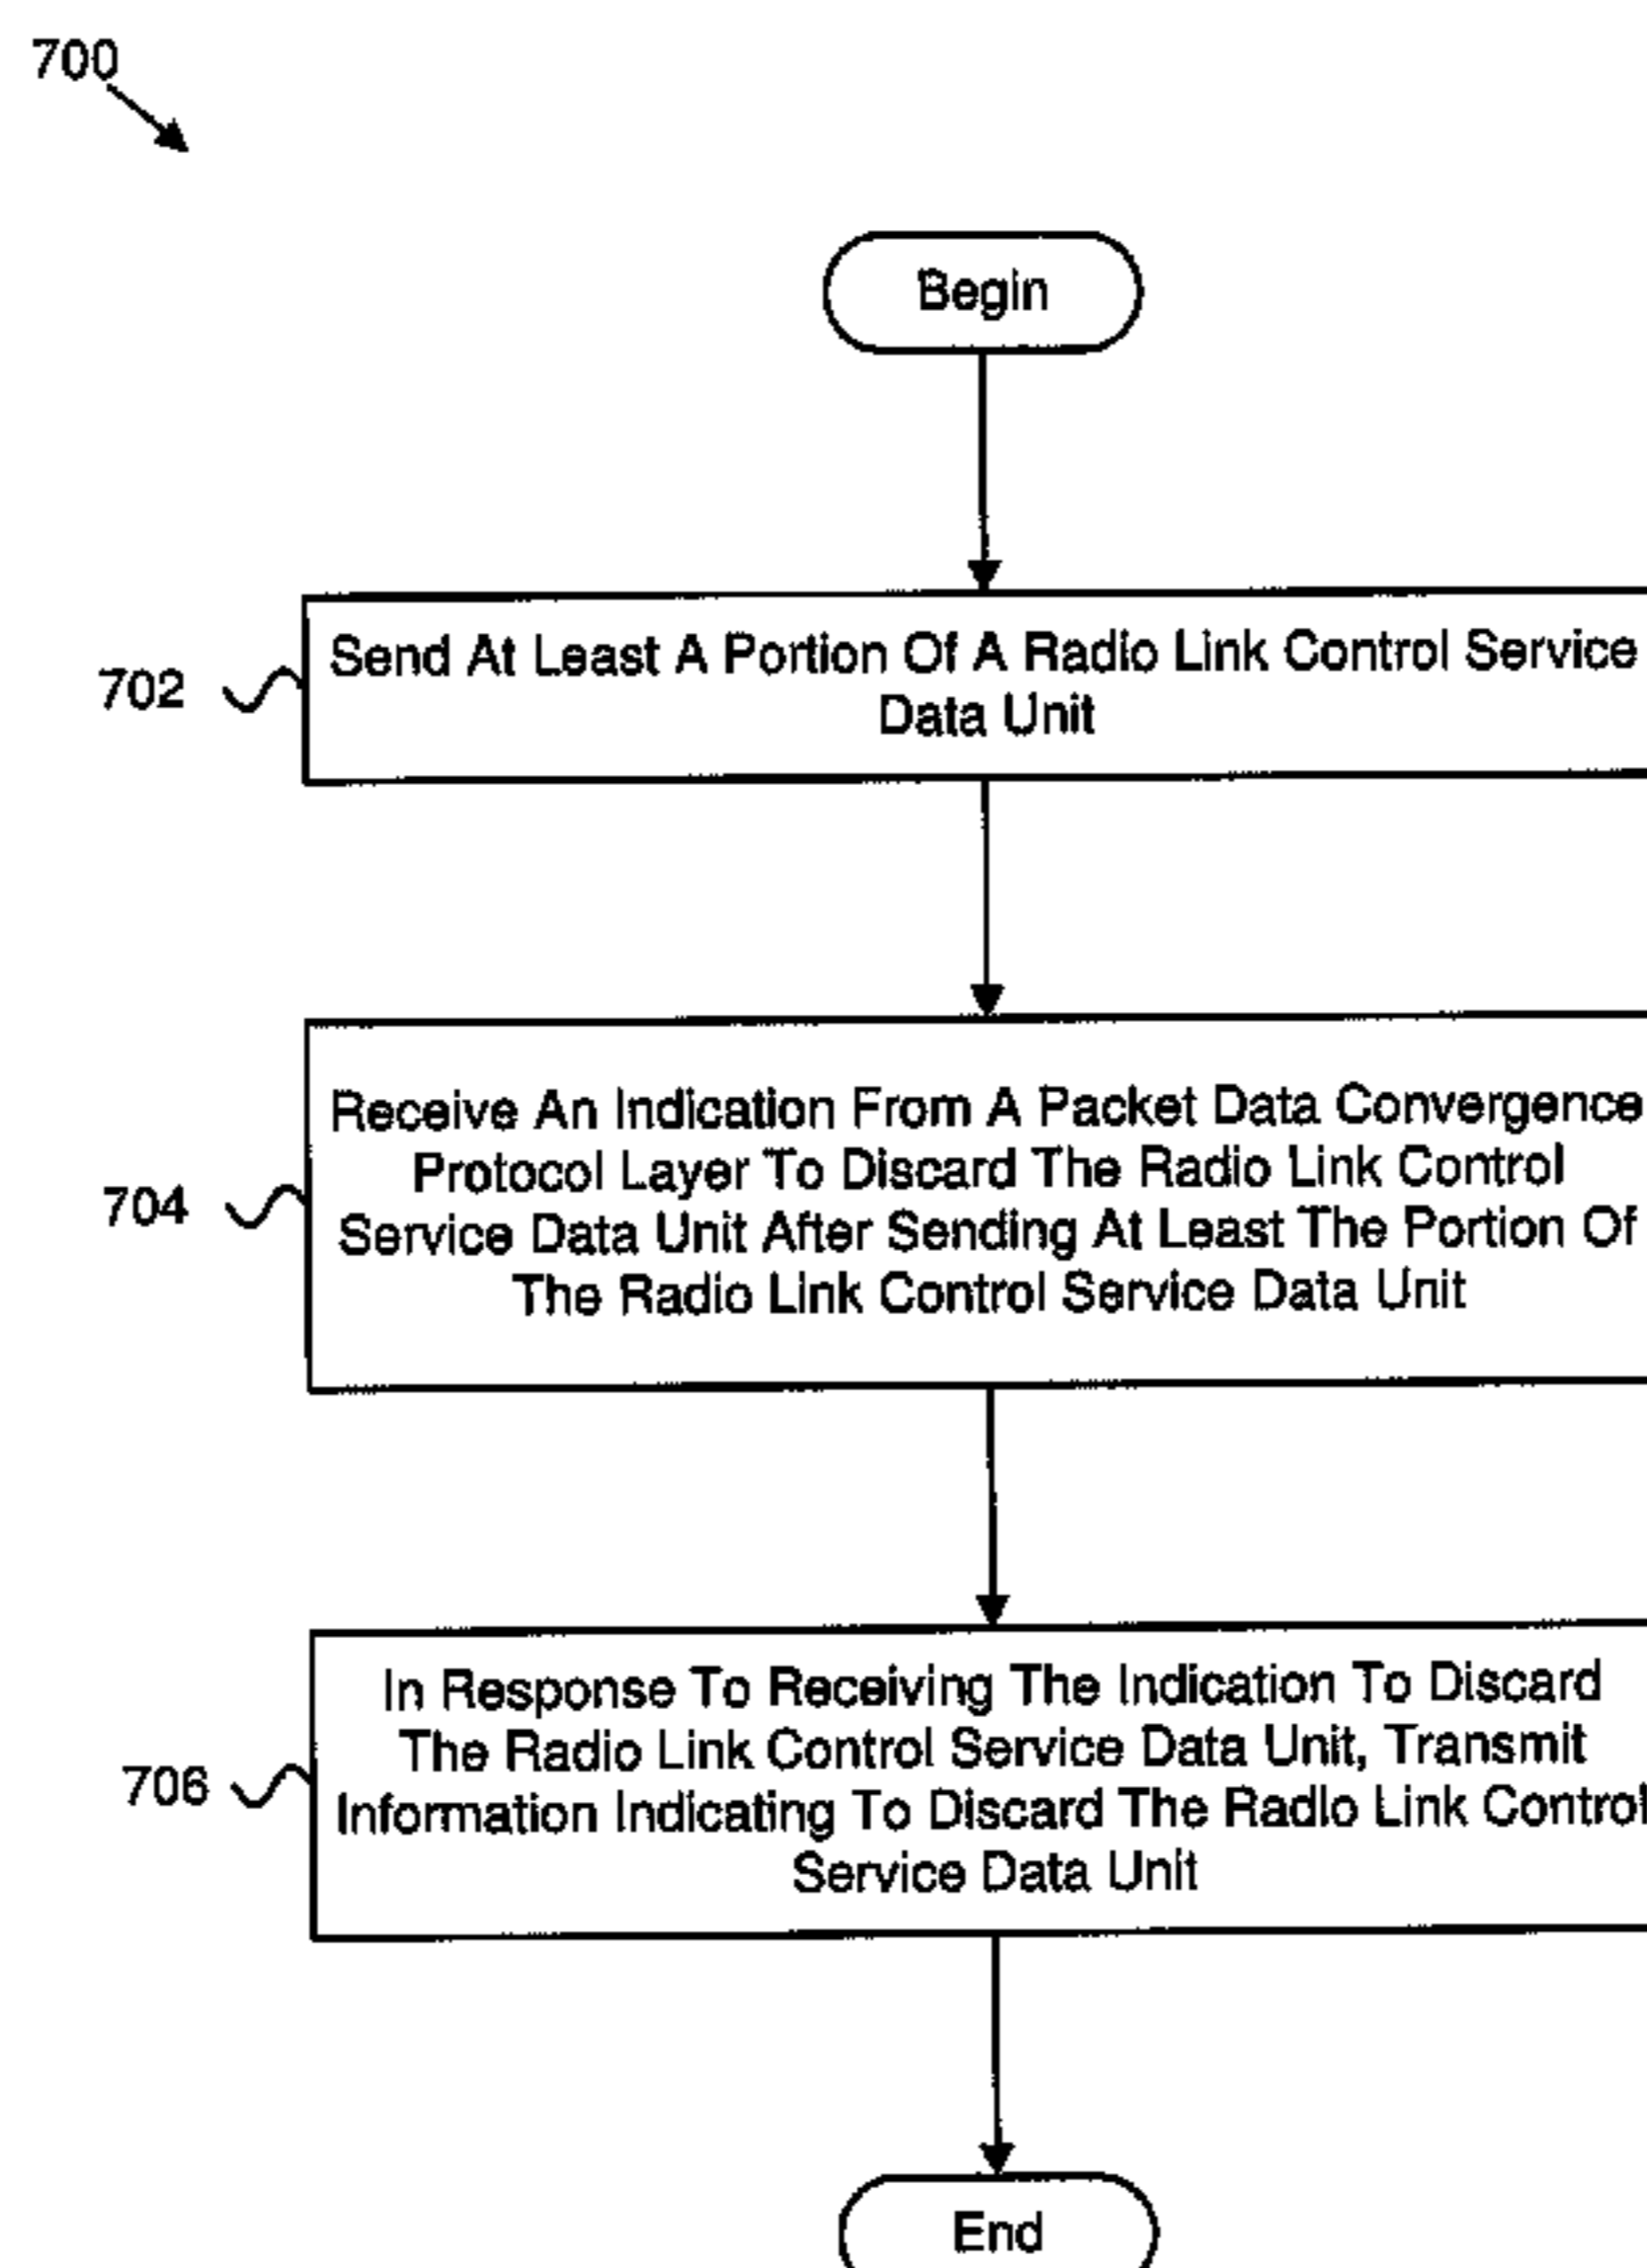 700
Begin
702
Send At Least A Portion Of A Radio Link Control Service
Data Unit
704
Receive An Indication From A Packet Data Convergence
Protocol Layer To Discard The Radio Link Control
Service Data Unit After Sending At Least The Portion Of
The Radio Link Control Service Data Unit
706
In Response To Receiving The Indication To Discard
The Radio Link Control Service Data Unit, Transmit
Information Indicating To Discard The Radio Link Control
Service Data Unit
End